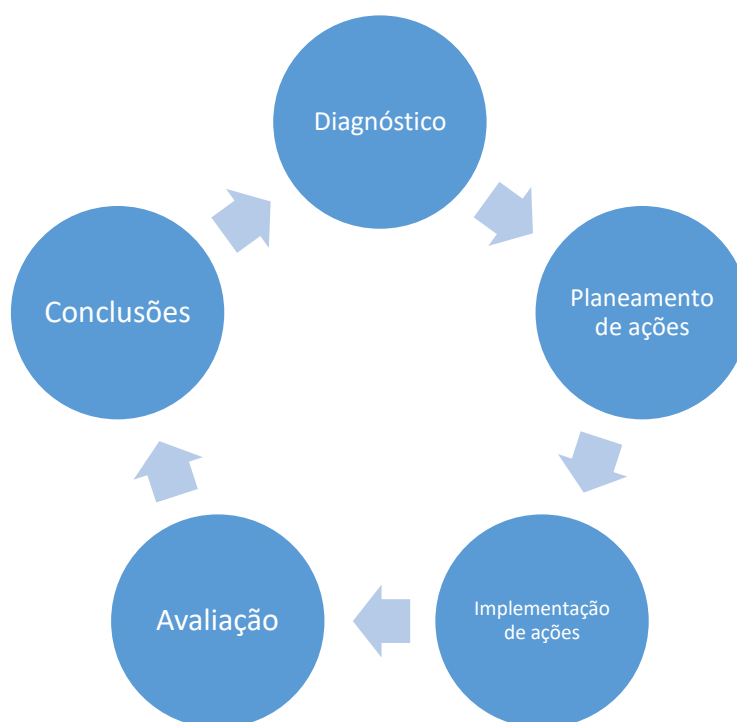 Diagnóstico
Planeamento
de ações
Implementação
de ações
Avaliação
Conclusões